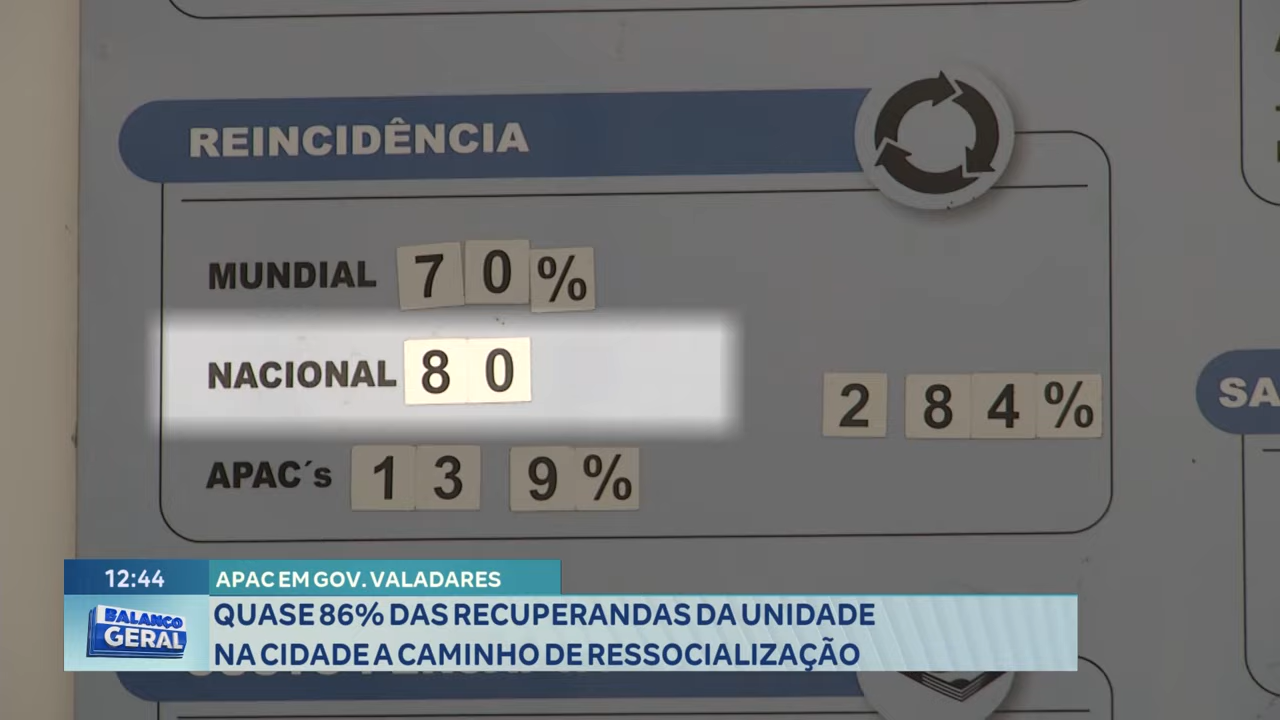 REINCIDÊNCIA
MUNDIAL 70%
NACIONAL 80
2 84%
APAC´s 13 9%
SA
12:44
APAC EM GOV. VALADARES
BALANÇO GERAL
QUASE 86% DAS RECUPERANDAS DA UNIDADE
NA CIDADE A CAMINHO DE RESSOCIALIZAÇÃO